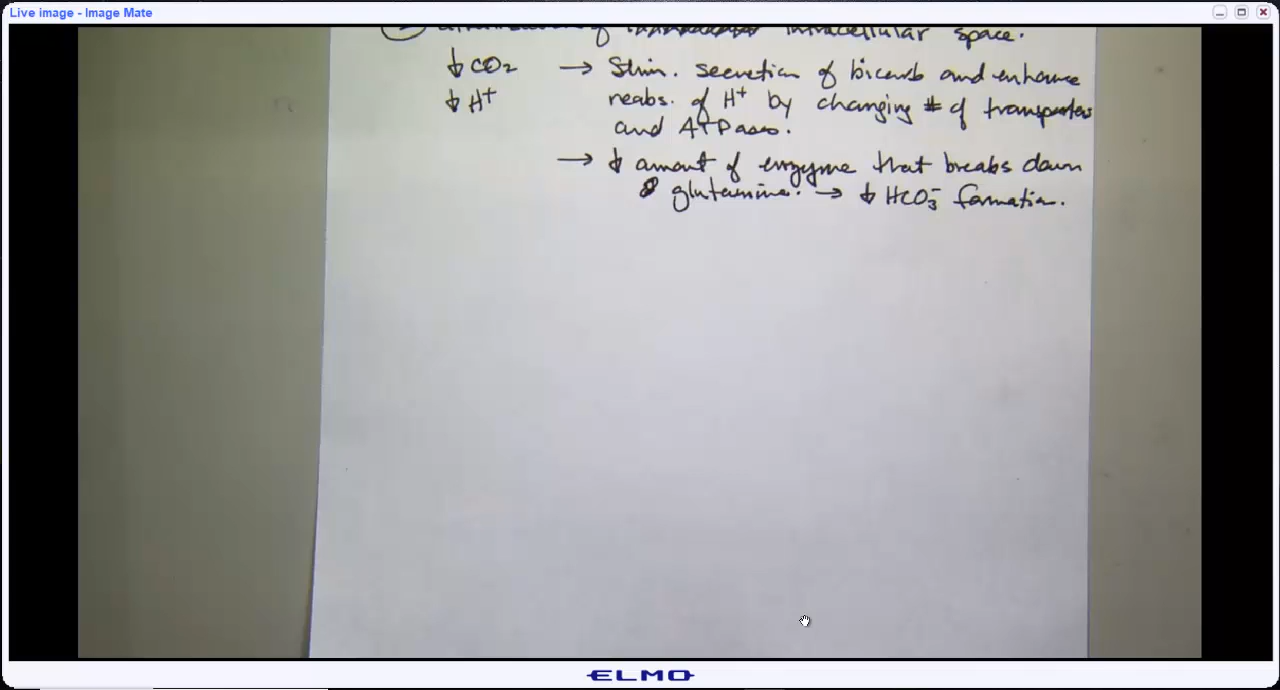 Live image - Image Mate
of intracellular space.
↓ CO₂ → Stim. secretion of bicarb and enhance
↓ H⁺ reabs. of H⁺ by changing # of transporters
and ATPases.
→ ↓ amount of enzyme that breaks down
glutamine. → ↓ HCO₃⁻ formation.
ELMO